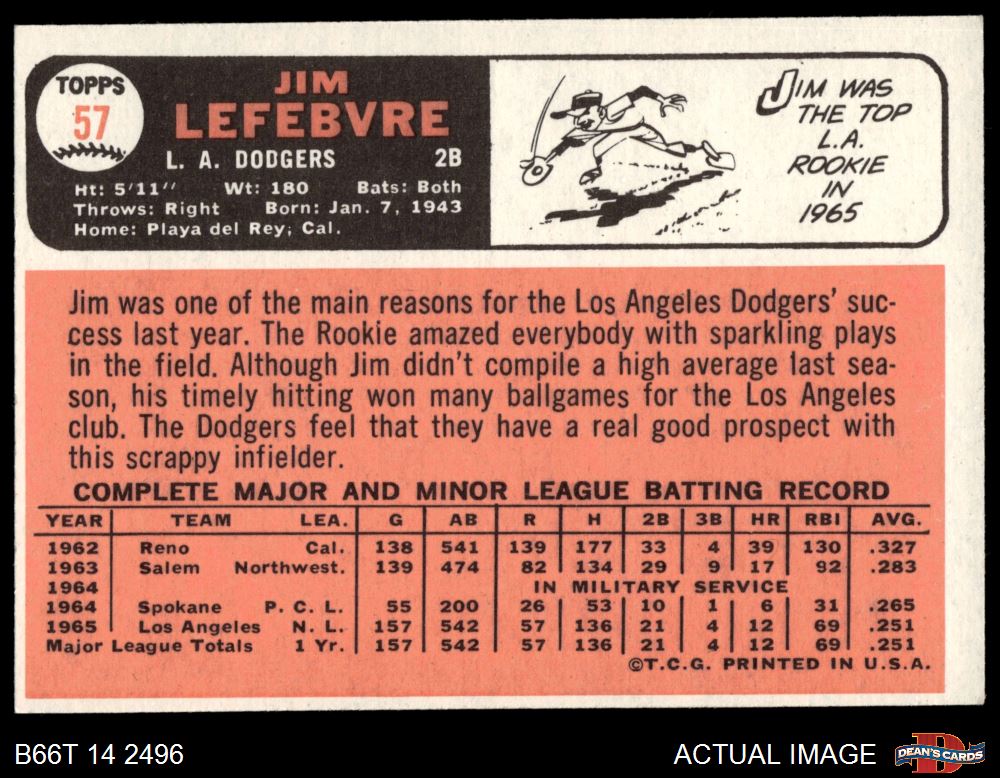 TOPPS
57
JIM
LEFEBVRE
L. A. DODGERS 2B
Ht: 5'11" Wt: 180 Bats: Both
Throws: Right Born: Jan. 7, 1943
Home: Playa del Rey, Cal.
JIM WAS
THE TOP
L.A.
ROOKIE
IN
1965
Jim was one of the main reasons for the Los Angeles Dodgers' suc-
cess last year. The Rookie amazed everybody with sparkling plays
in the field. Although Jim didn't compile a high average last sea-
son, his timely hitting won many ballgames for the Los Angeles
club. The Dodgers feel that they have a real good prospect with
this scrappy infielder.
COMPLETE MAJOR AND MINOR LEAGUE BATTING RECORD
YEAR TEAM LEA. G AB R H 2B 3B HR RBI AVG.
1962 Reno Cal. 138 541 139 177 33 4 39 130 .327
1963 Salem Northwest. 139 474 82 134 29 9 17 92 .283
1964 IN MILITARY SERVICE
1964 Spokane P. C. L. 55 200 26 53 10 1 6 31 .265
1965 Los Angeles N. L. 157 542 57 136 21 4 12 69 .251
Major League Totals 1 Yr. 157 542 57 136 21 4 12 69 .251
©T.C.G. PRINTED IN U.S.A.
B66T 14 2496 ACTUAL IMAGE
DEAN'S CARDS